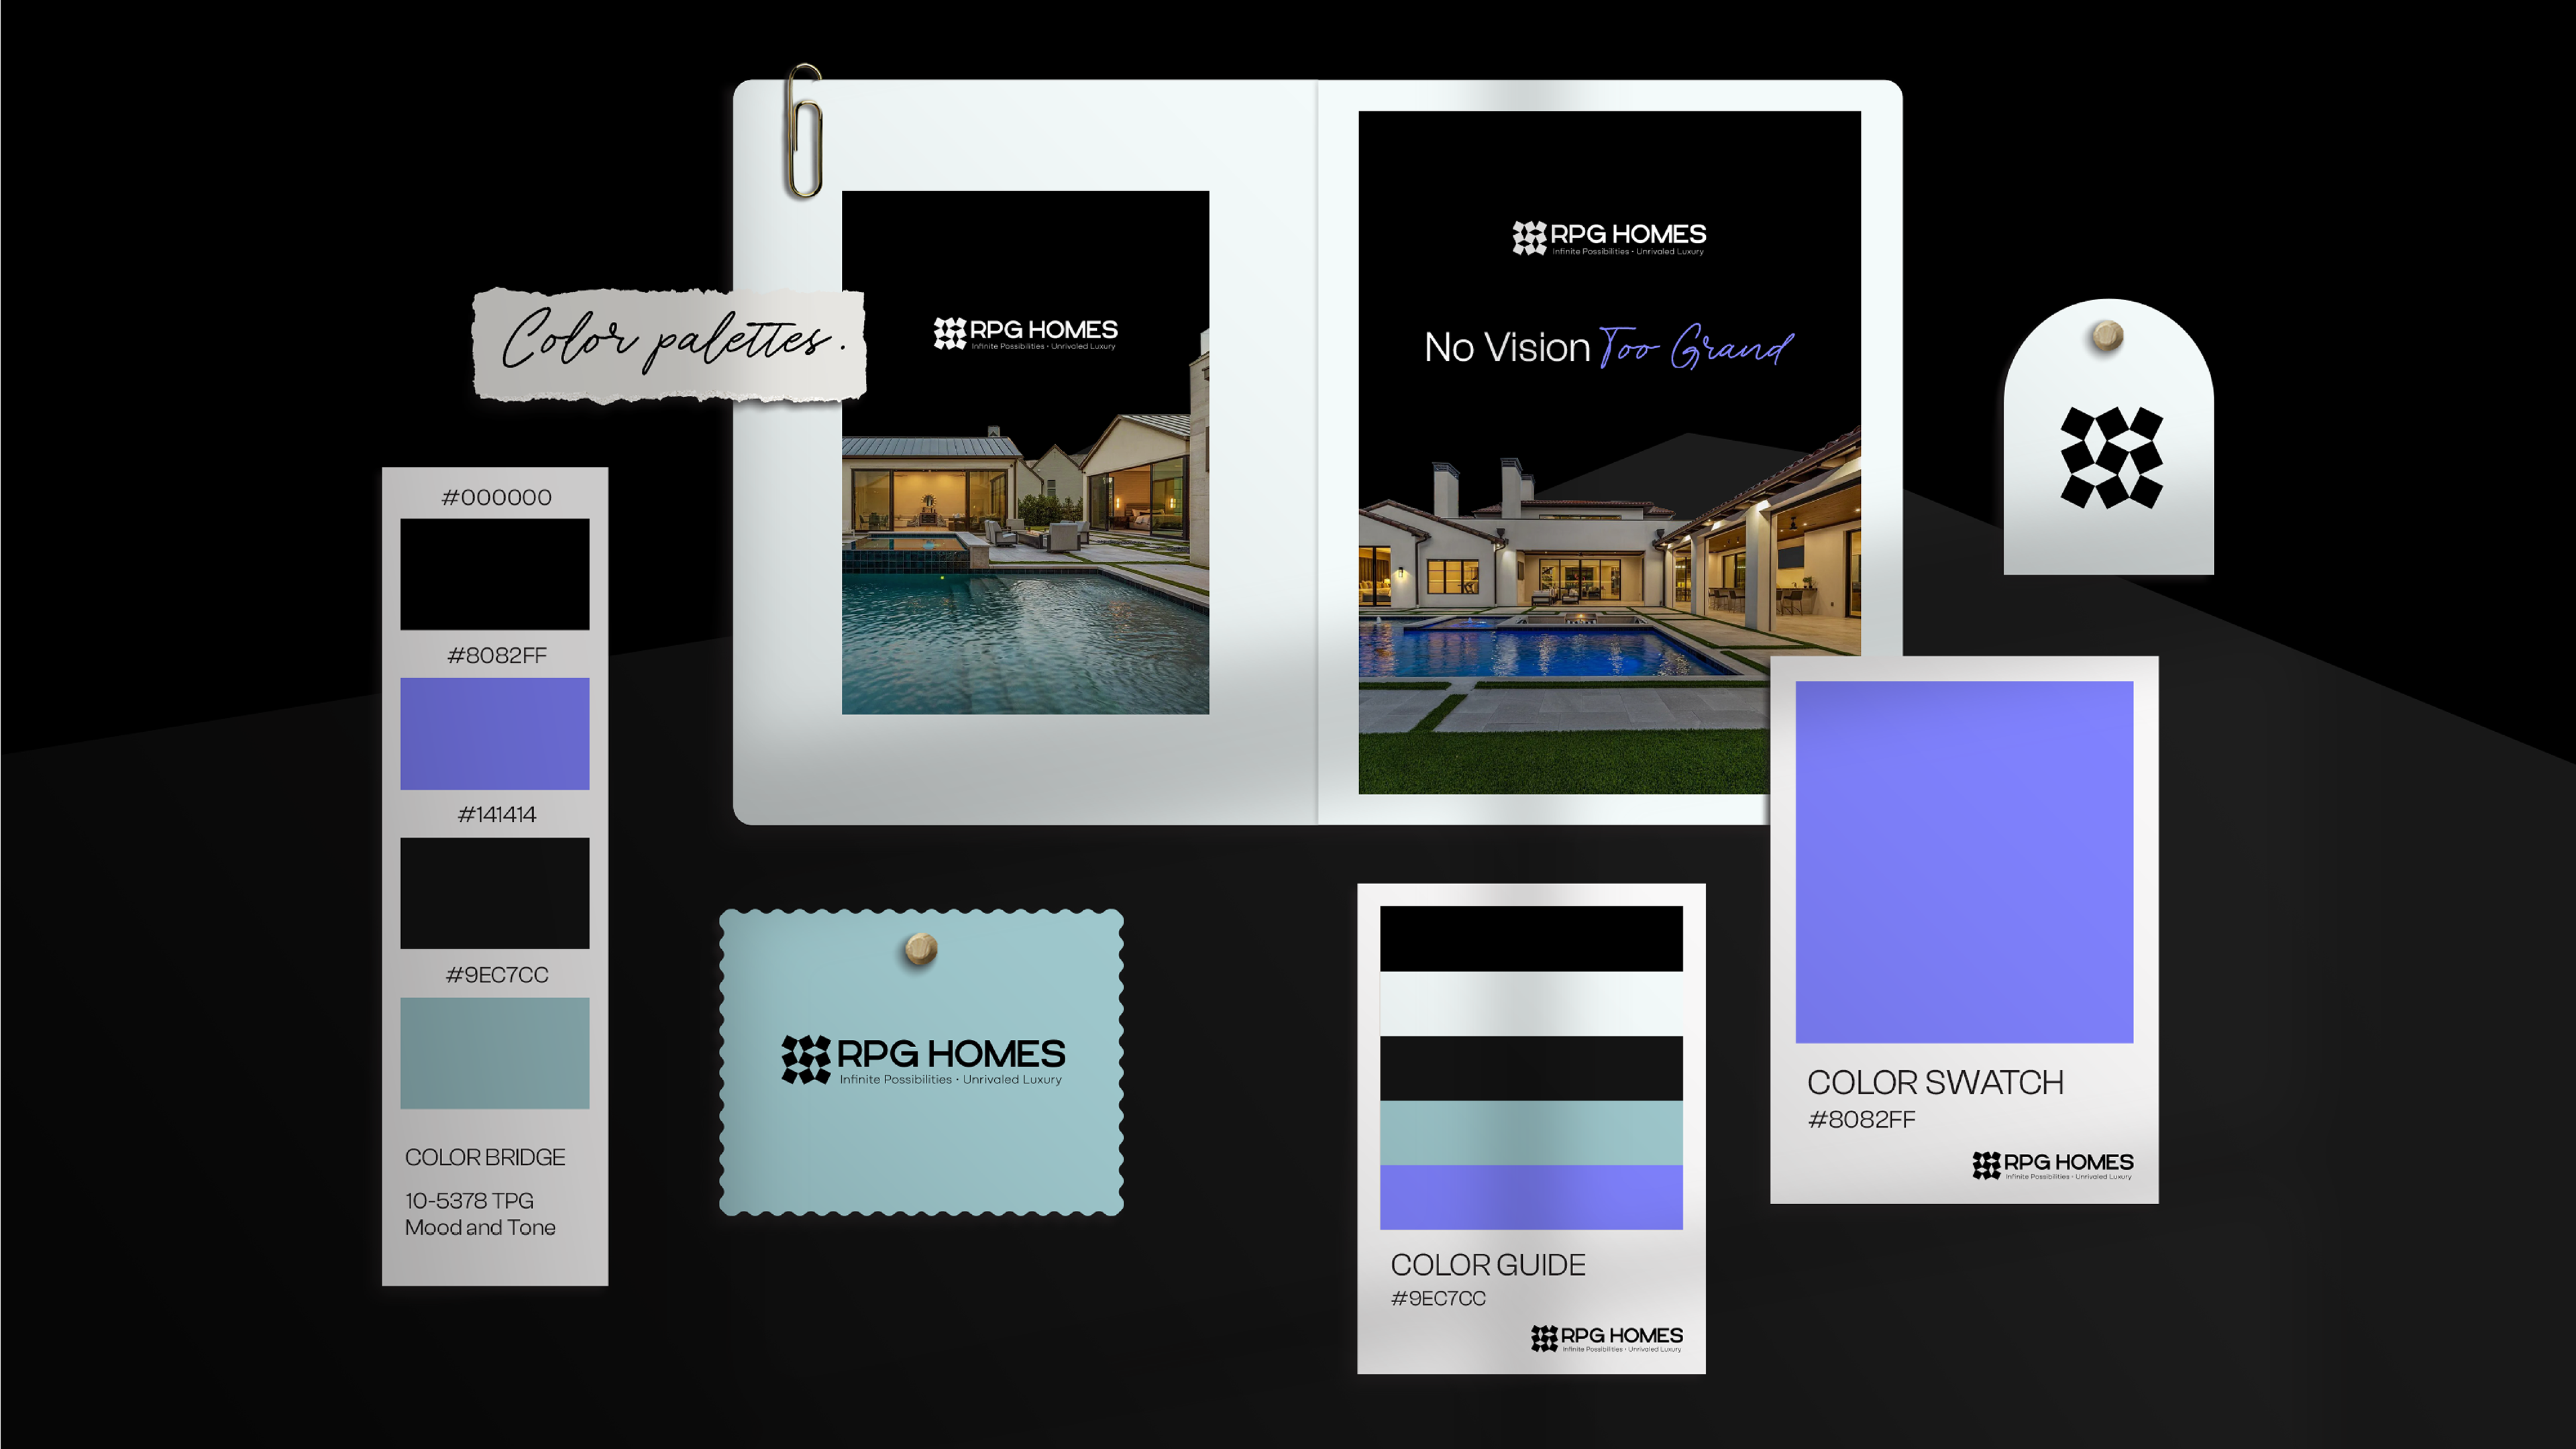 RPG HOMES
Infinite Possibilities • Unrivaled Luxury
RPG HOMES
Infinite Possibilities • Unrivaled Luxury
No Vision Too Grand
Color palettes.
#000000
#8082FF
#141414
#9EC7CC
COLOR BRIDGE
10-5378 TPG
Mood and Tone
RPG HOMES
Infinite Possibilities • Unrivaled Luxury
COLOR GUIDE
#9EC7CC
RPG HOMES
Infinite Possibilities • Unrivaled Luxury
COLOR SWATCH
#8082FF
RPG HOMES
Infinite Possibilities • Unrivaled Luxury